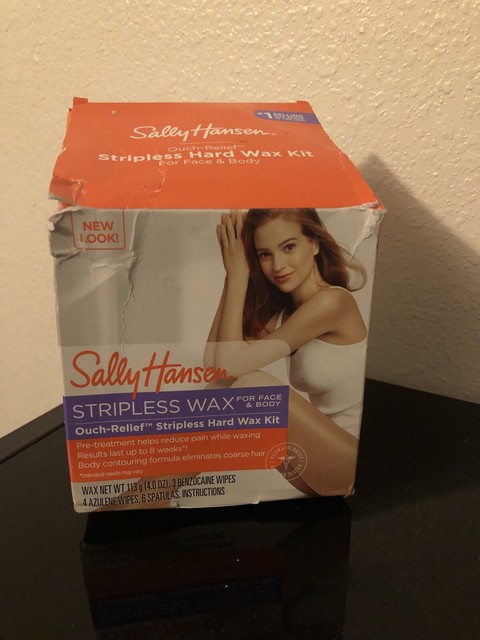 #1
Sally Hansen
Ouch-Relief™
Stripless Hard Wax Kit
For Face & Body
NEW
LOOK!
Sally Hansen
STRIPLESS WAX FOR FACE
& BODY
Ouch-Relief™ Stripless Hard Wax Kit
Pre-treatment helps reduce pain while waxing
Results last up to 8 weeks*!
Body contouring formula eliminates coarse hair
*Individual results may vary
WAX NET WT 113 g (4.0 OZ), 3 BENZOCAINE WIPES
4 AZULENE WIPES, 6 SPATULAS, INSTRUCTIONS